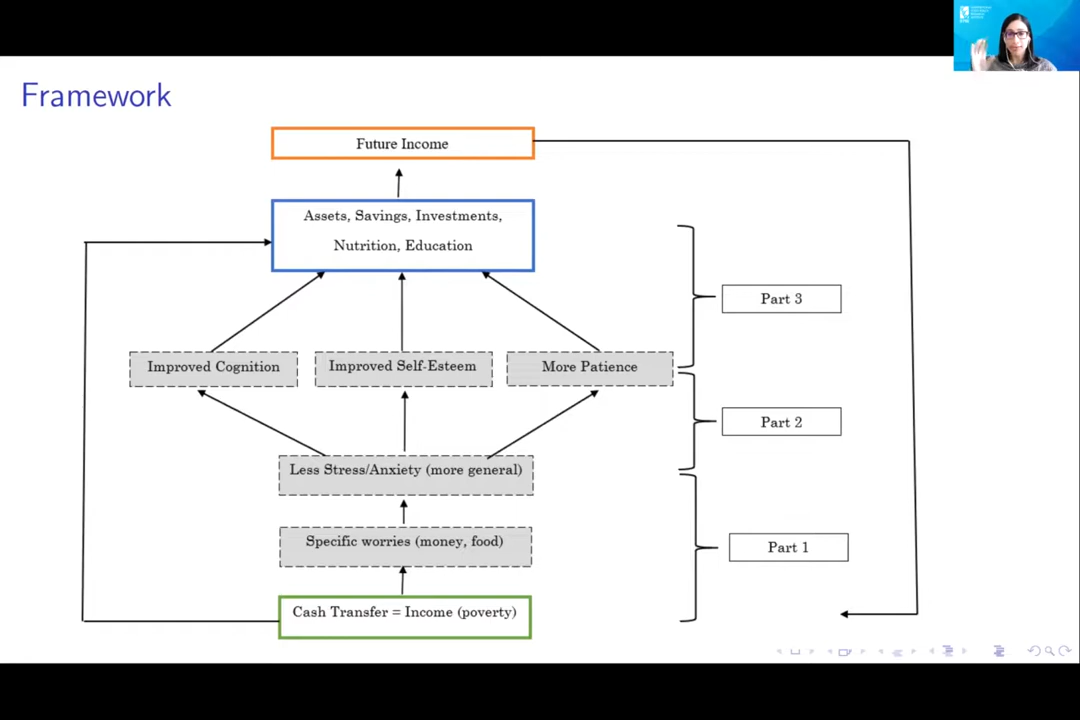 Framework
Future Income
Assets, Savings, Investments,
Nutrition, Education
Part 3
Improved Cognition
Improved Self-Esteem
More Patience
Part 2
Less Stress/Anxiety (more general)
Specific worries (money, food)
Part 1
Cash Transfer = Income (poverty)